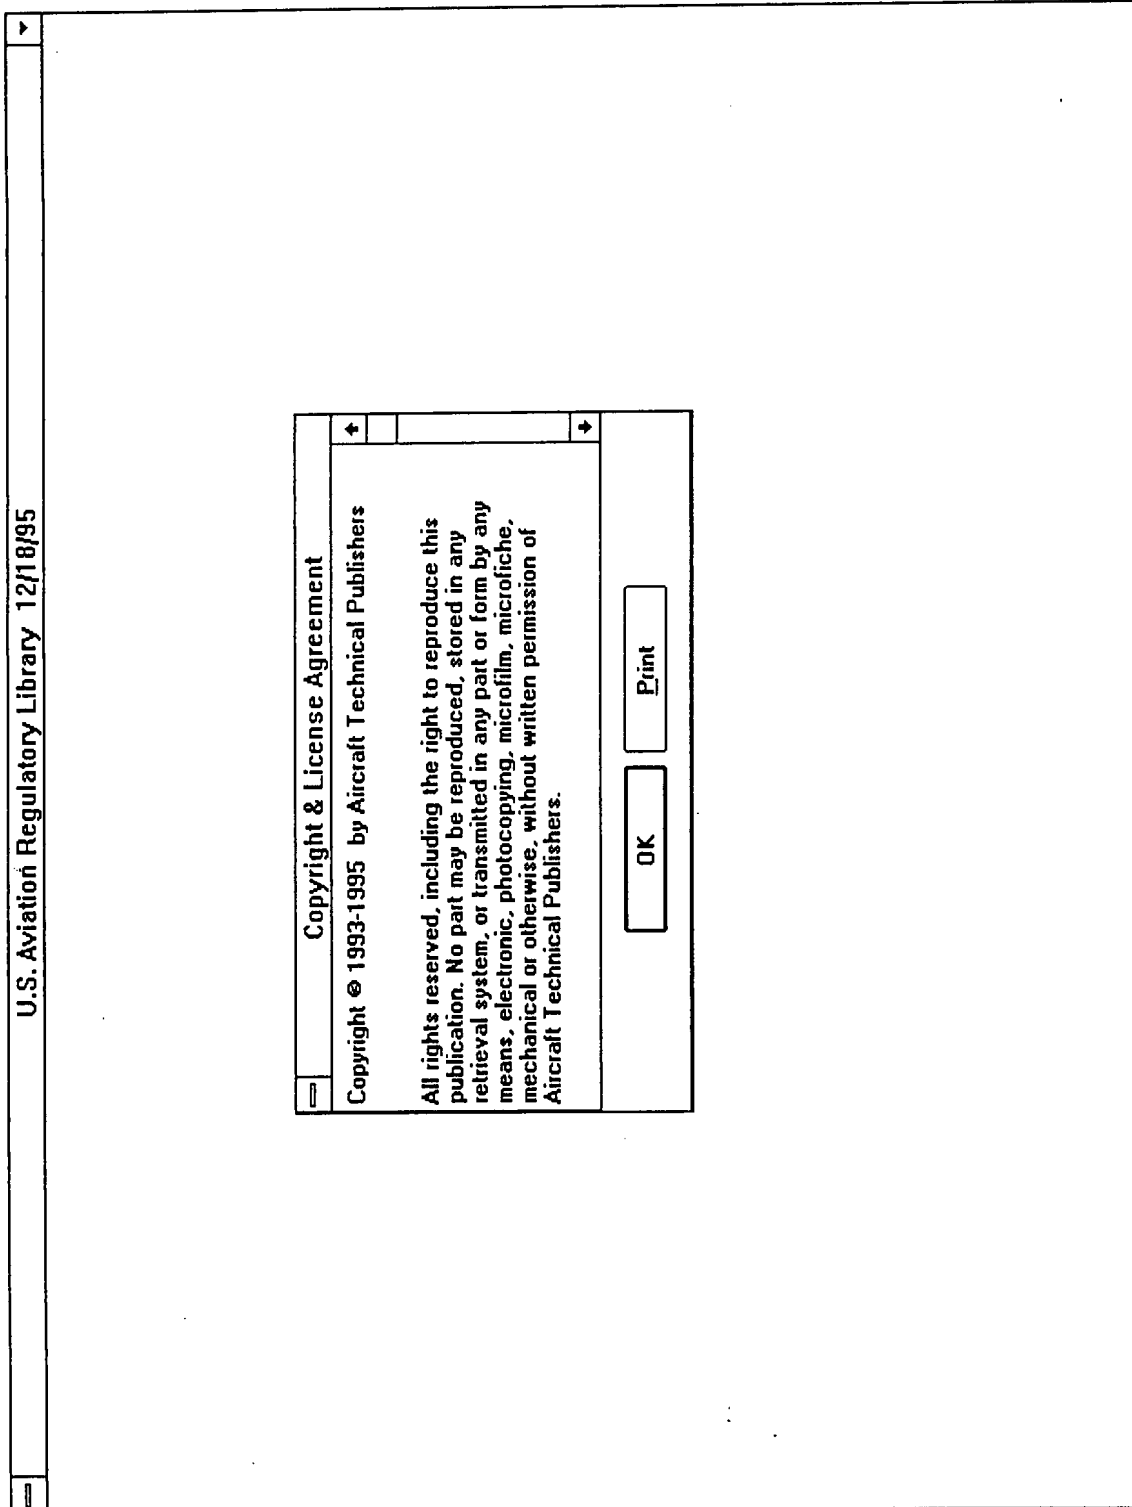 U.S. Aviation Regulatory Library 12/18/95
Copyright & License Agreement
Copyright © 1993-1995 by Aircraft Technical Publishers
All rights reserved, including the right to reproduce this
publication. No part may be reproduced, stored in any
retrieval system, or transmitted in any part or form by any
means, electronic, photocopying, microfilm, microfiche,
mechanical or otherwise, without written permission of
Aircraft Technical Publishers.
OK
Print